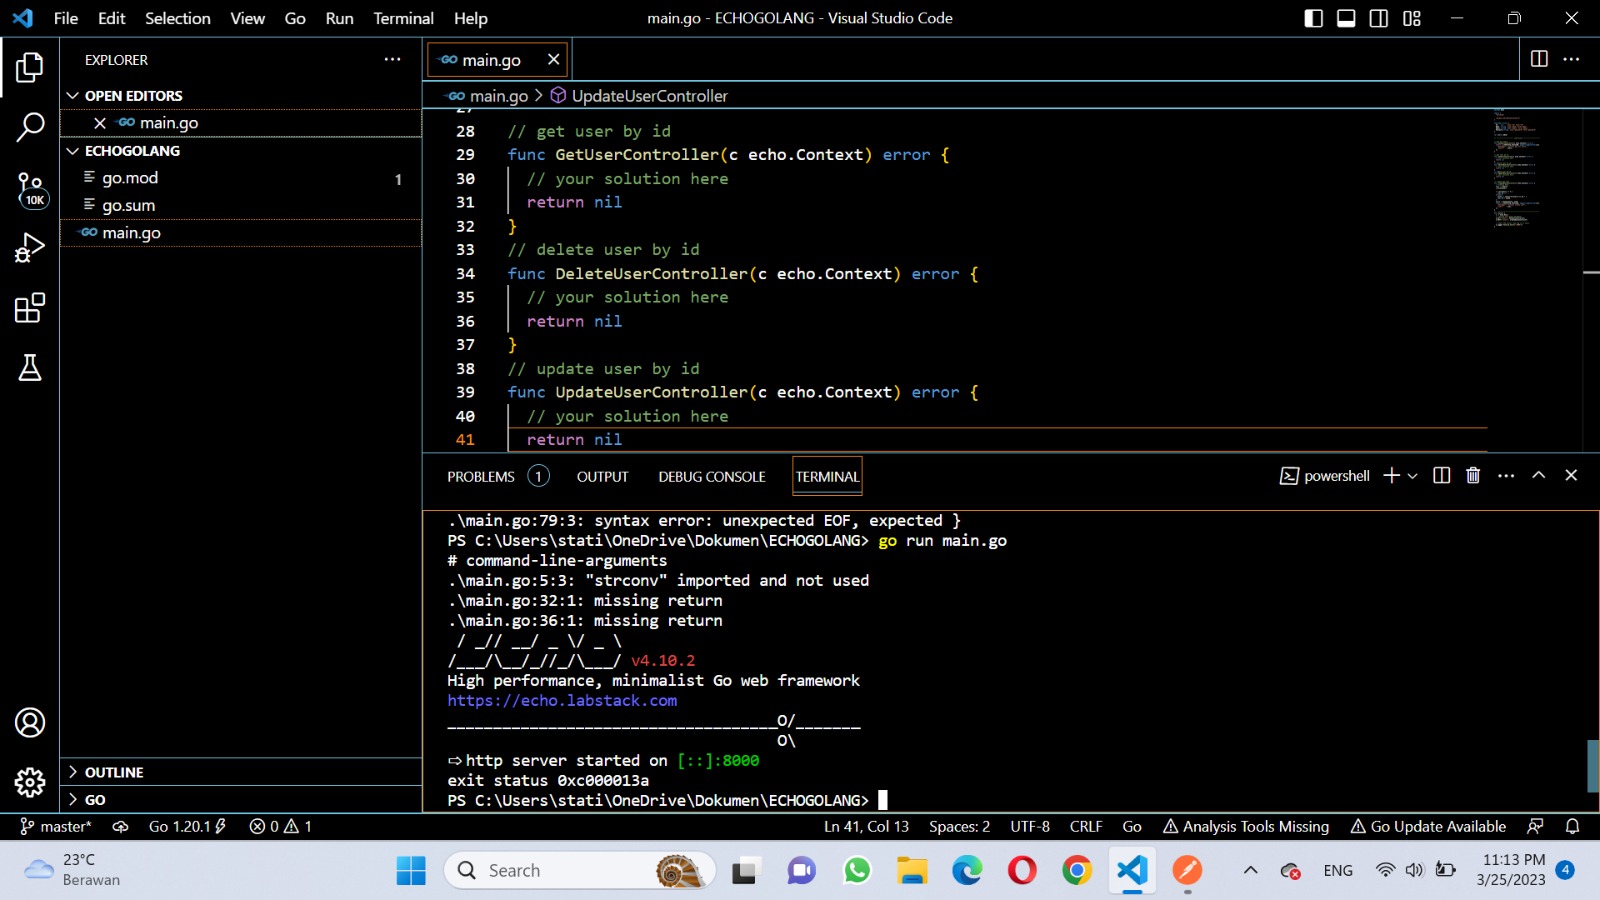 File Edit Selection View Go Run Terminal Help
main.go - ECHOGOLANG - Visual Studio Code
EXPLORER
OPEN EDITORS
main.go
ECHOGOLANG
go.mod 1
go.sum
main.go
OUTLINE
GO
10K
main.go
main.go > UpdateUserController
27
28 // get user by id
29 func GetUserController(c echo.Context) error {
30 // your solution here
31 return nil
32 }
33 // delete user by id
34 func DeleteUserController(c echo.Context) error {
35 // your solution here
36 return nil
37 }
38 // update user by id
39 func UpdateUserController(c echo.Context) error {
40 // your solution here
41 return nil
PROBLEMS 1 OUTPUT DEBUG CONSOLE TERMINAL
powershell
.\main.go:79:3: syntax error: unexpected EOF, expected }
PS C:\Users\stati\OneDrive\Dokumen\ECHOGOLANG> go run main.go
# command-line-arguments
.\main.go:5:3: "strconv" imported and not used
.\main.go:32:1: missing return
.\main.go:36:1: missing return
v4.10.2
High performance, minimalist Go web framework
https://echo.labstack.com
____________________________________O/_______
O\
⇨ http server started on [::]:8000
exit status 0xc000013a
PS C:\Users\stati\OneDrive\Dokumen\ECHOGOLANG>
master* Go 1.20.1 0 1
Ln 41, Col 13 Spaces: 2 UTF-8 CRLF Go Analysis Tools Missing Go Update Available
23°C
Berawan
Search
ENG
11:13 PM
3/25/2023
4